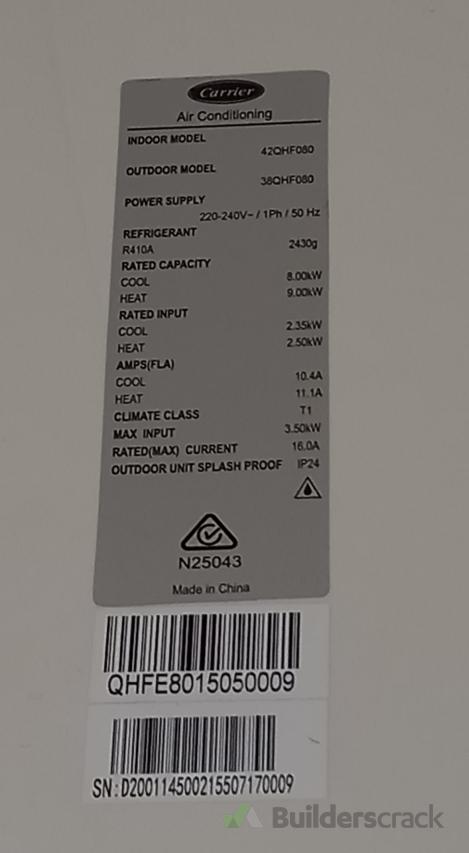 Carrier
Air Conditioning
INDOOR MODEL
42QHF080
OUTDOOR MODEL
38QHF080
POWER SUPPLY
220-240V~ / 1Ph / 50 Hz
REFRIGERANT
R410A 2430g
RATED CAPACITY
COOL 8.00kW
HEAT 9.00kW
RATED INPUT
COOL 2.35kW
HEAT 2.50kW
AMPS(FLA)
COOL 10.4A
HEAT 11.1A
CLIMATE CLASS T1
MAX INPUT 3.50kW
RATED(MAX) CURRENT 16.0A
OUTDOOR UNIT SPLASH PROOF IP24
N25043
Made in China
QHFE8015050009
SN:D200114500215507170009
Builderscrack